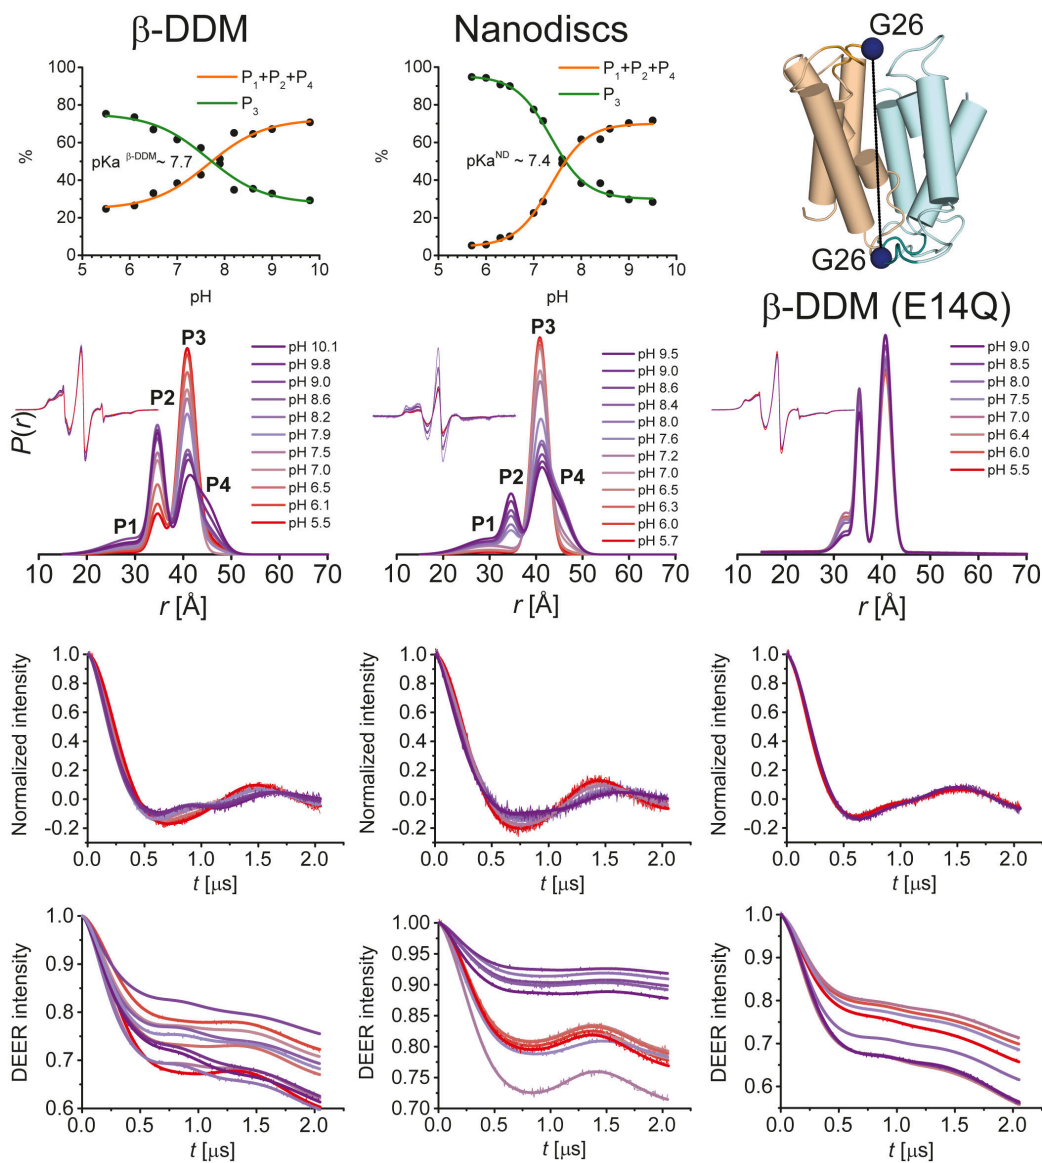 β-DDM
Nanodiscs
G26
100
80
60
40
20
0
%
P1+P2+P4
P3
pKa β-DDM~ 7.7
5 6 7 8 9 10
pH
100
80
60
40
20
0
%
P1+P2+P4
P3
pKa ND ~ 7.4
5 6 7 8 9 10
pH
G26
β-DDM (E14Q)
P(r)
P1
P2
P3
P4
pH 10.1
pH 9.8
pH 9.0
pH 8.6
pH 8.2
pH 7.9
pH 7.5
pH 7.0
pH 6.5
pH 6.1
pH 5.5
10 20 30 40 50 60 70
r [Å]
P1
P2
P3
P4
pH 9.5
pH 9.0
pH 8.6
pH 8.4
pH 8.0
pH 7.6
pH 7.2
pH 7.0
pH 6.5
pH 6.3
pH 6.0
pH 5.7
10 20 30 40 50 60 70
r [Å]
pH 9.0
pH 8.5
pH 8.0
pH 7.5
pH 7.0
pH 6.4
pH 6.0
pH 5.5
10 20 30 40 50 60 70
r [Å]
Normalized intensity
1.0
0.8
0.6
0.4
0.2
0.0
-0.2
0.0 0.5 1.0 1.5 2.0
t [μs]
Normalized intensity
1.0
0.8
0.6
0.4
0.2
0.0
-0.2
0.0 0.5 1.0 1.5 2.0
t [μs]
Normalized intensity
1.0
0.8
0.6
0.4
0.2
0.0
-0.2
0.0 0.5 1.0 1.5 2.0
t [μs]
DEER intensity
1.0
0.9
0.8
0.7
0.6
0.0 0.5 1.0 1.5 2.0
t [μs]
DEER intensity
1.00
0.95
0.90
0.85
0.80
0.75
0.70
0.0 0.5 1.0 1.5 2.0
t [μs]
DEER intensity
1.0
0.9
0.8
0.7
0.6
0.0 0.5 1.0 1.5 2.0
t [μs]